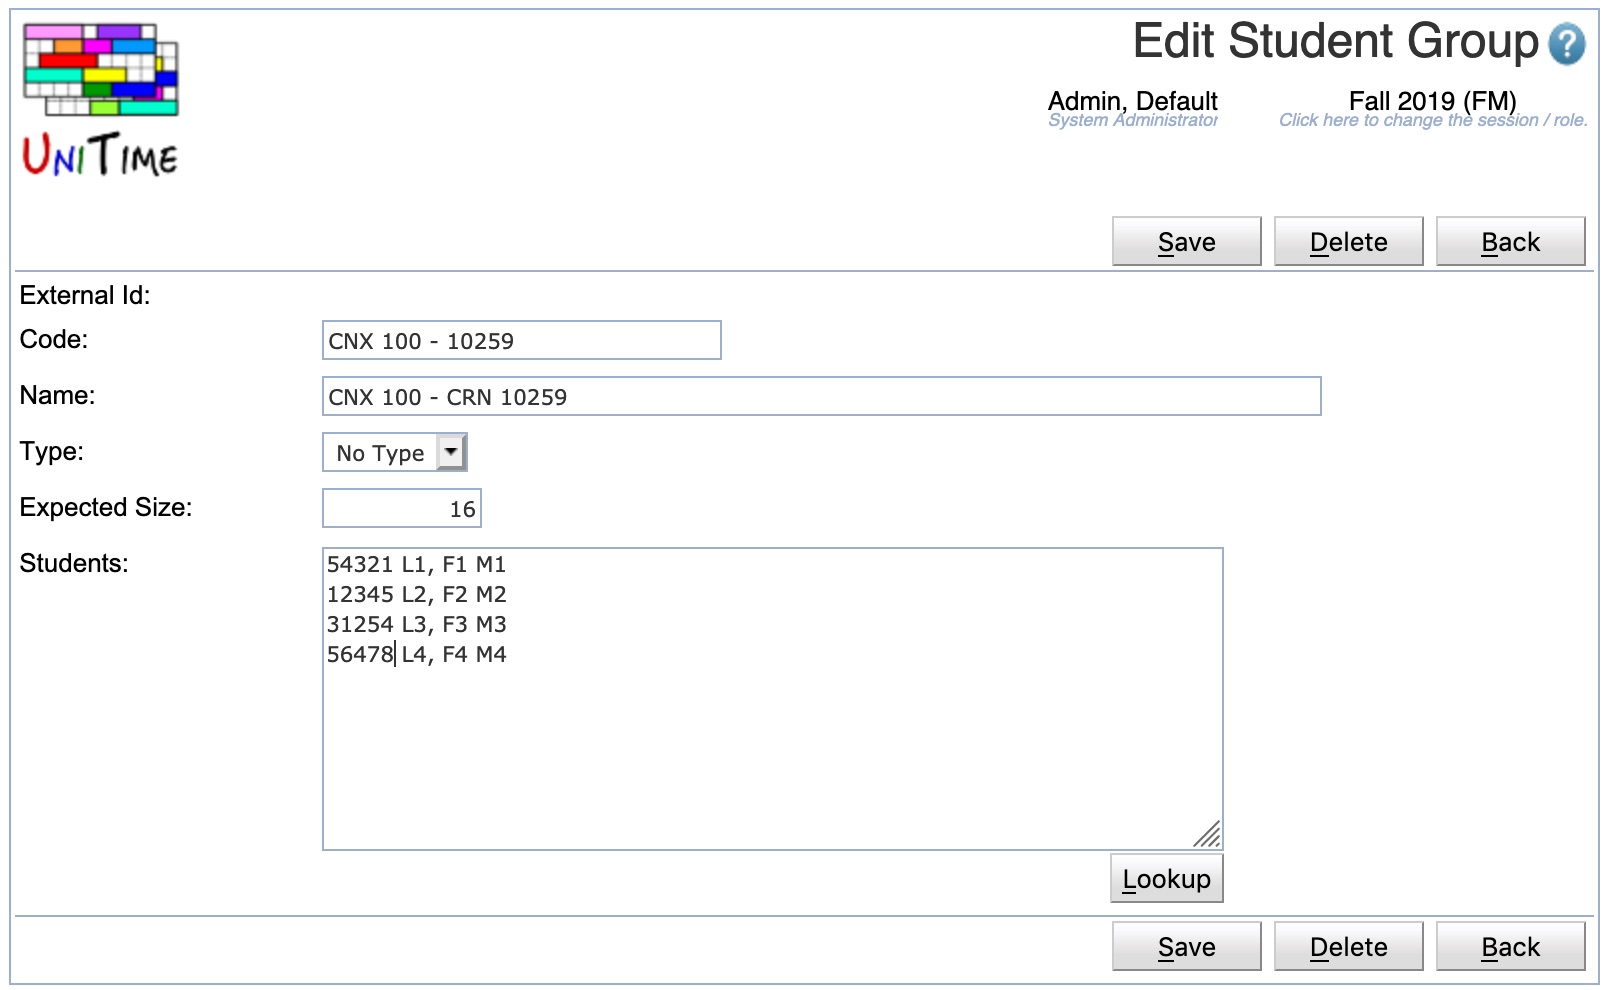 UNITIME
Edit Student Group ?
Admin, Default
System Administrator
Fall 2019 (FM)
Click here to change the session / role.
Save Delete Back
External Id:
Code: CNX 100 - 10259
Name: CNX 100 - CRN 10259
Type: No Type
Expected Size: 16
Students: 54321 L1, F1 M1
12345 L2, F2 M2
31254 L3, F3 M3
56478 L4, F4 M4
Lookup
Save Delete Back